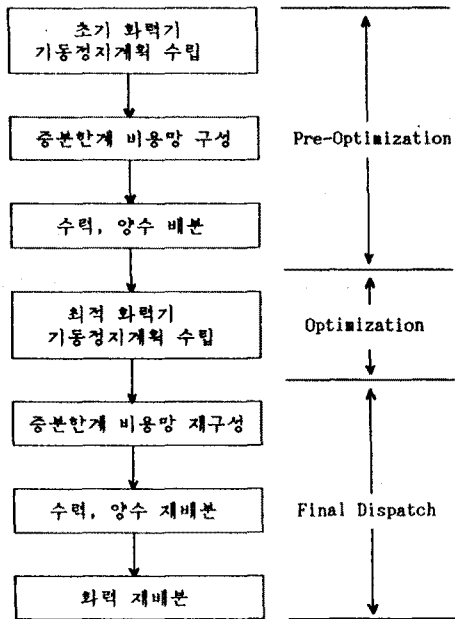 초기 화력기
기동정지계획 수립
증분한계 비용망 구성
Pre-Optimization
수력, 양수 배분
최적 화력기
기동정지계획 수립
Optimization
증분한계 비용망 재구성
수력, 양수 재배분
Final Dispatch
화력 재배분